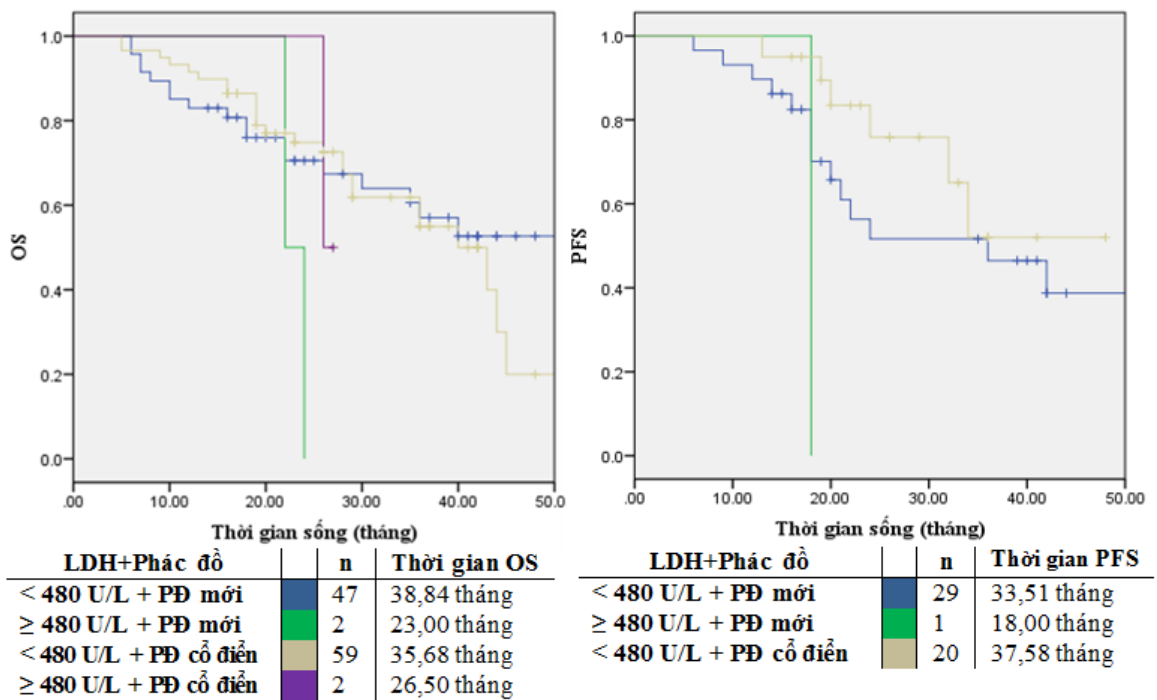 OS
1.0
0.8
0.6
0.4
0.2
0.0
.00 10.00 20.00 30.00 40.00 50.0
Thời gian sống (tháng)
LDH+Phác đồ n Thời gian OS
< 480 U/L + PĐ mới 47 38,84 tháng
≥ 480 U/L + PĐ mới 2 23,00 tháng
< 480 U/L + PĐ cổ điển 59 35,68 tháng
≥ 480 U/L + PĐ cổ điển 2 26,50 tháng
PFS
1.0
0.8
0.6
0.4
0.2
0.0
.00 10.00 20.00 30.00 40.00 50.00
Thời gian sống (tháng)
LDH+Phác đồ n Thời gian PFS
< 480 U/L + PĐ mới 29 33,51 tháng
≥ 480 U/L + PĐ mới 1 18,00 tháng
< 480 U/L + PĐ cổ điển 20 37,58 tháng